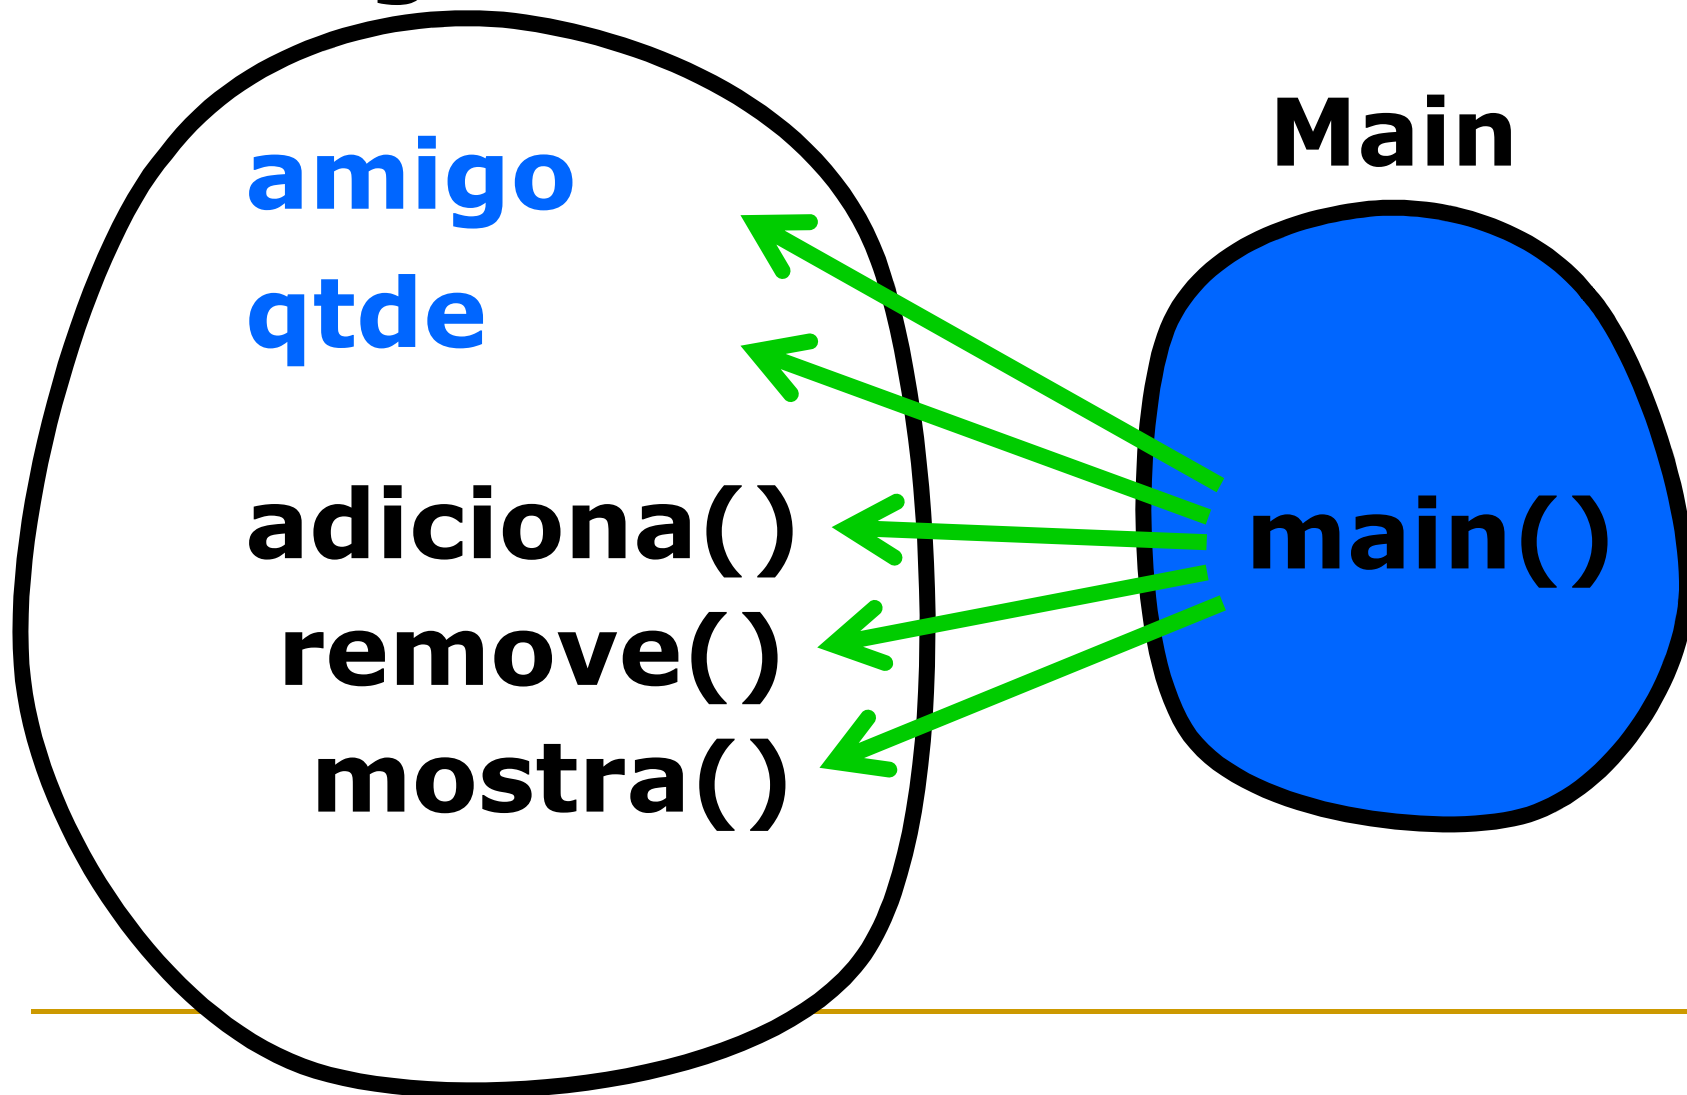 amigo
qtde
adiciona()
remove()
mostra()
Main
main()